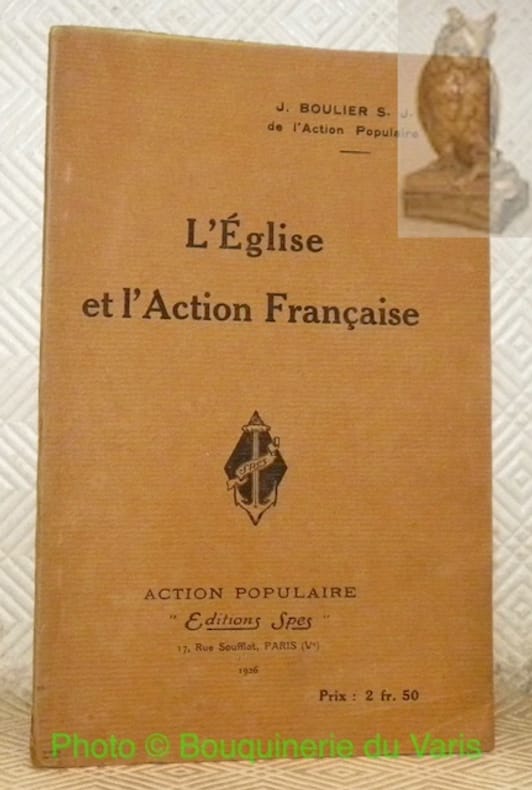 J. BOULIER S. J.
de l'Action Populaire
L'Église
et l'Action Française
SPES
ACTION POPULAIRE
" Editions Spes "
17, Rue Soufflot, PARIS (Vᵉ)
1926
Prix : 2 fr. 50
Photo © Bouquinerie du Varis